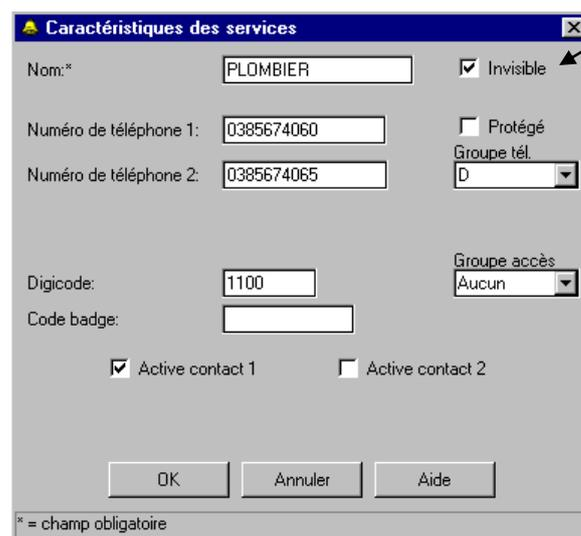 Caractéristiques des services
Nom:* PLOMBIER Invisible
Numéro de téléphone 1: 0385674060 Protégé
Groupe tél.
Numéro de téléphone 2: 0385674065 D
Groupe accès
Digicode: 1100 Aucun
Code badge:
Active contact 1 Active contact 2
OK Annuler Aide
* = champ obligatoire